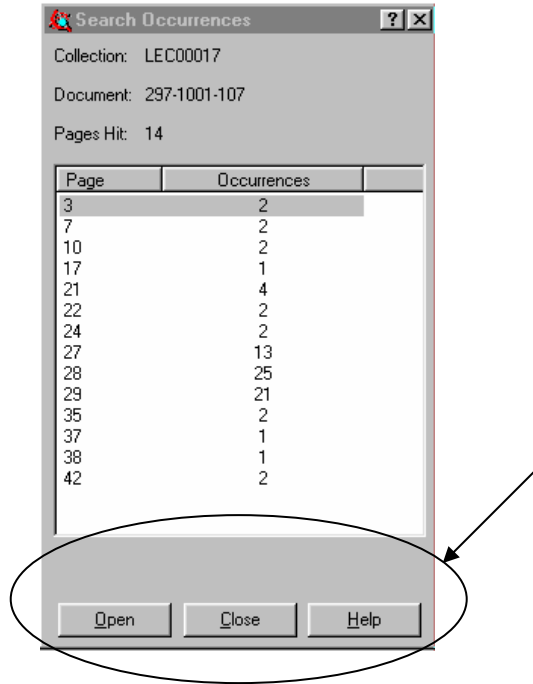 Search Occurrences ? X
Collection: LEC00017
Document: 297-1001-107
Pages Hit: 14
Page Occurrences
3 2
7 2
10 2
17 1
21 4
22 2
24 2
27 13
28 25
29 21
35 2
37 1
38 1
42 2
Open Close Help